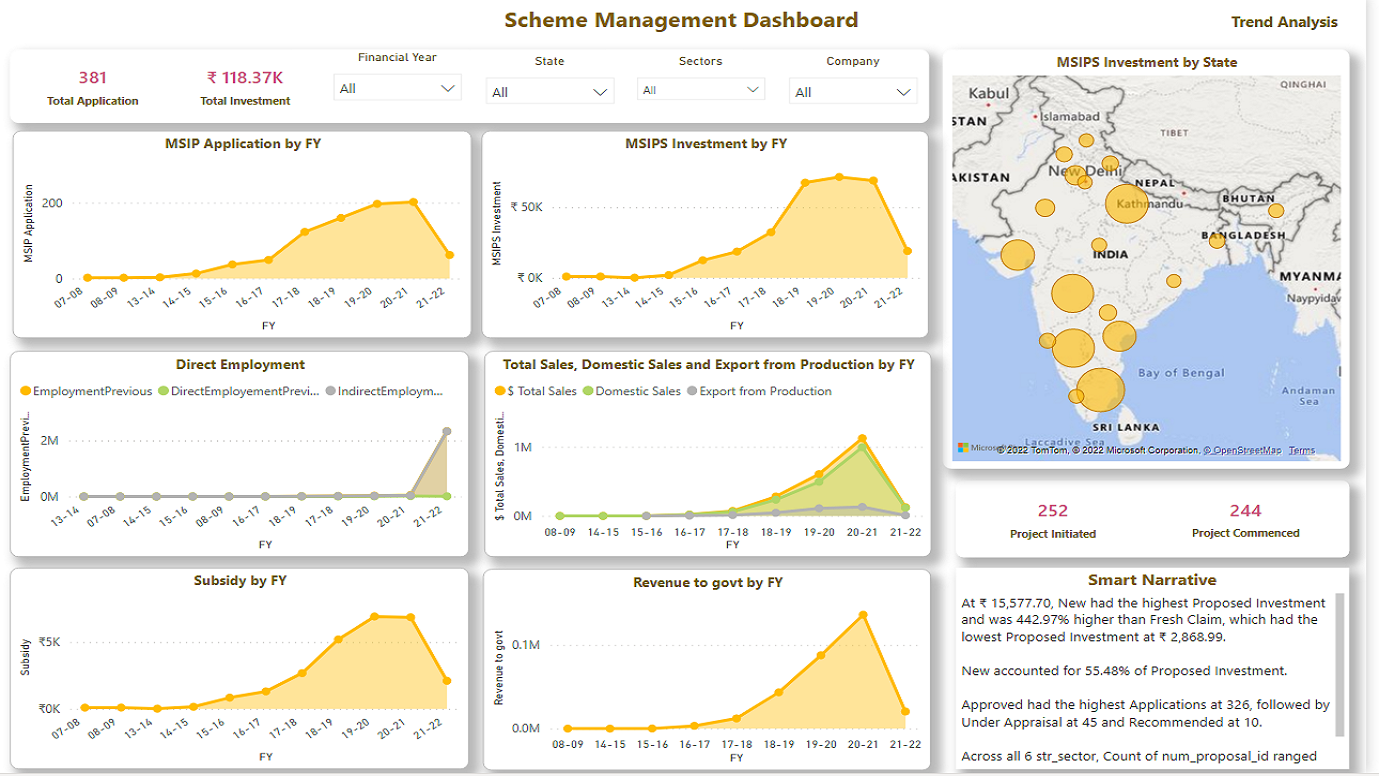 Scheme Management Dashboard
Trend Analysis
381
Total Application
₹ 118.37K
Total Investment
Financial Year
All
State
All
Sectors
All
Company
All
MSIP Application by FY
MSIP Application
200
0
07-08 08-09 13-14 14-15 15-16 16-17 17-18 18-19 19-20 20-21 21-22
FY
MSIPS Investment by FY
MSIPS Investment
₹ 50K
₹ 0K
07-08 08-09 13-14 14-15 15-16 16-17 17-18 18-19 19-20 20-21 21-22
FY
MSIPS Investment by State
Kabul
QINGHAI
STAN
Islamabad
TIBET
AKISTAN
New Delhi
NEPAL
Kathmandu
BHUTAN
BANGLADESH
INDIA
MYANMA
Naypyidaw
Bay of Bengal
Andaman
Sea
SRI LANKA
Laccadive Sea
© 2022 TomTom, © 2022 Microsoft Corporation, © OpenStreetMap Terms
Direct Employment
EmploymentPrevious DirectEmployementPrevi... IndirectEmploym...
EmploymentPrevi...
2M
0M
13-14 07-08 14-15 15-16 08-09 16-17 17-18 18-19 19-20 20-21 21-22
FY
Total Sales, Domestic Sales and Export from Production by FY
$ Total Sales Domestic Sales Export from Production
$ Total Sales, Domesti...
1M
0M
08-09 14-15 15-16 16-17 17-18 18-19 19-20 20-21 21-22
FY
252
Project Initiated
244
Project Commenced
Subsidy by FY
Subsidy
₹5K
₹0K
07-08 08-09 13-14 14-15 15-16 16-17 17-18 18-19 19-20 20-21 21-22
FY
Revenue to govt by FY
Revenue to govt
0.1M
0.0M
08-09 14-15 15-16 16-17 17-18 18-19 19-20 20-21 21-22
FY
Smart Narrative
At ₹ 15,577.70, New had the highest Proposed Investment
and was 442.97% higher than Fresh Claim, which had the
lowest Proposed Investment at ₹ 2,868.99.
New accounted for 55.48% of Proposed Investment.
Approved had the highest Applications at 326, followed by
Under Appraisal at 45 and Recommended at 10.
Across all 6 str_sector, Count of num_proposal_id ranged